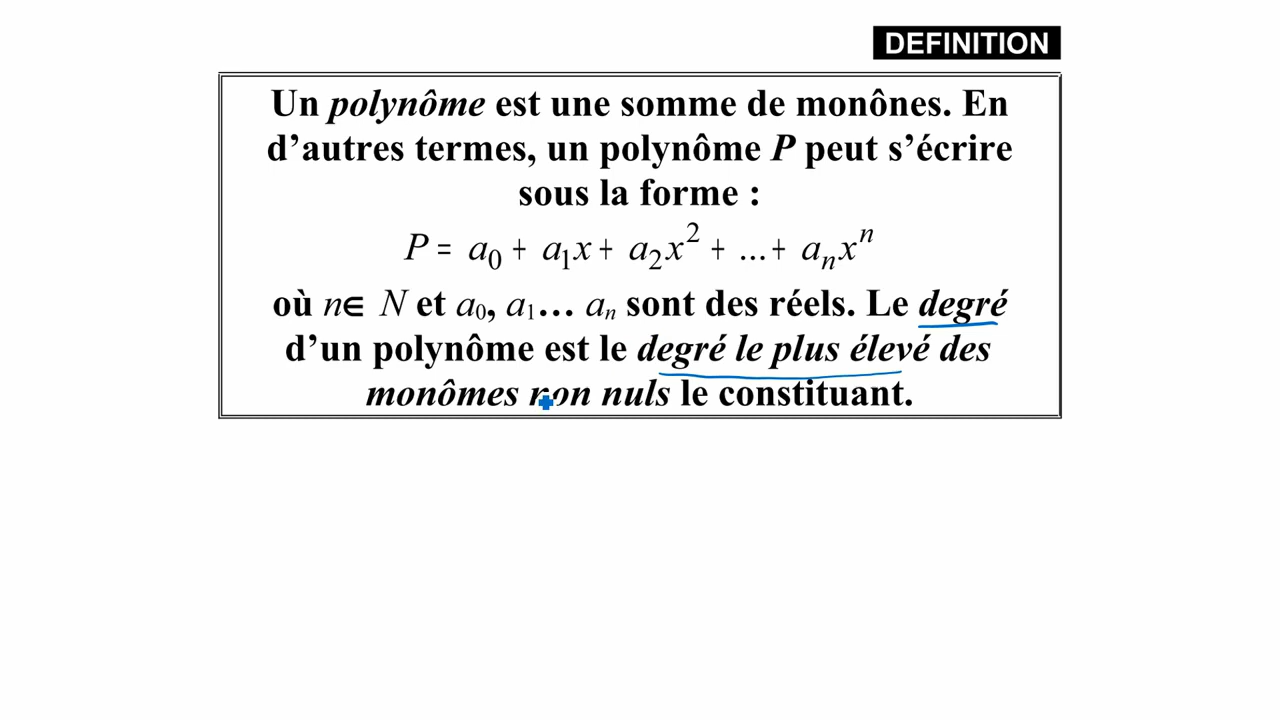 DEFINITION
Un polynôme est une somme de monônes. En
d’autres termes, un polynôme P peut s’écrire
sous la forme :
P = a₀ + a₁x + a₂x² + ...+ aₙxⁿ
où n∈ N et a₀, a₁… aₙ sont des réels. Le degré
d’un polynôme est le degré le plus élevé des
monômes non nuls le constituant.